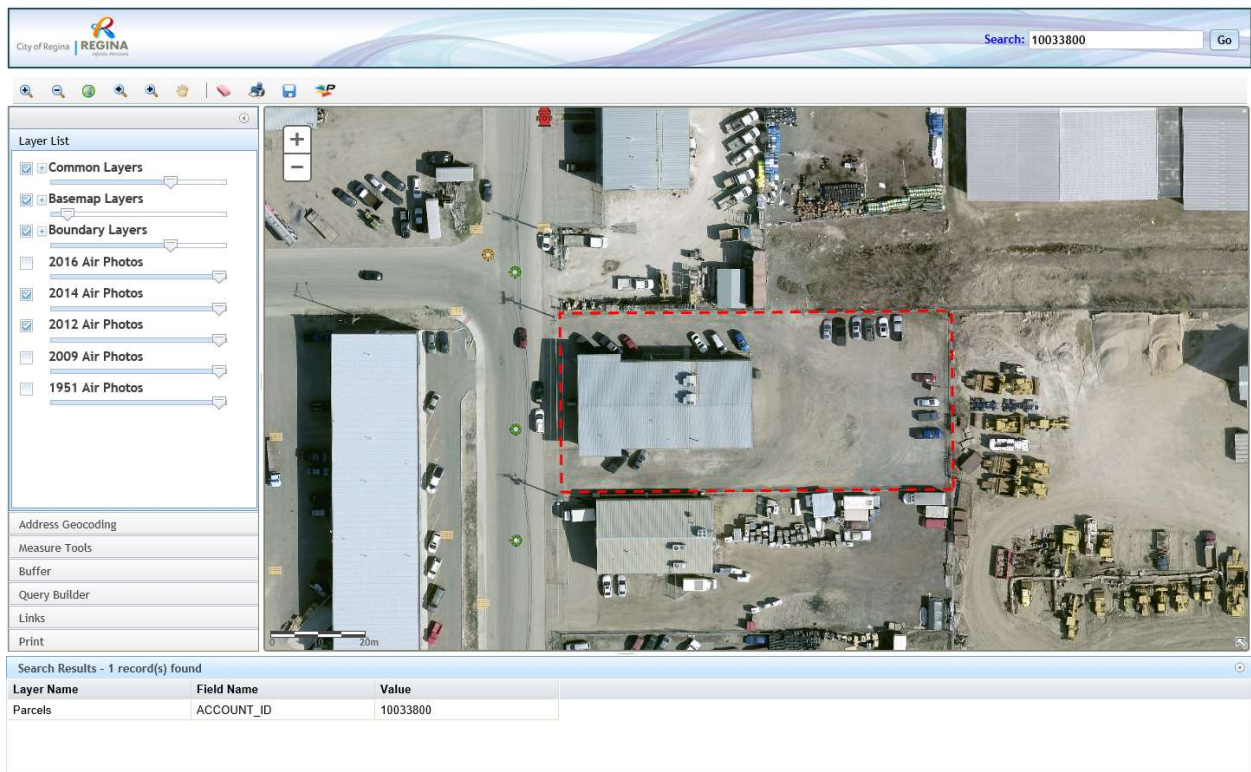 City of Regina
REGINA
Infinite Horizons
Search: 10033800 Go
Layer List
Common Layers
Basemap Layers
Boundary Layers
2016 Air Photos
2014 Air Photos
2012 Air Photos
2009 Air Photos
1951 Air Photos
Address Geocoding
Measure Tools
Buffer
Query Builder
Links
Print
20m
Search Results - 1 record(s) found
Layer Name Field Name Value
Parcels ACCOUNT_ID 10033800